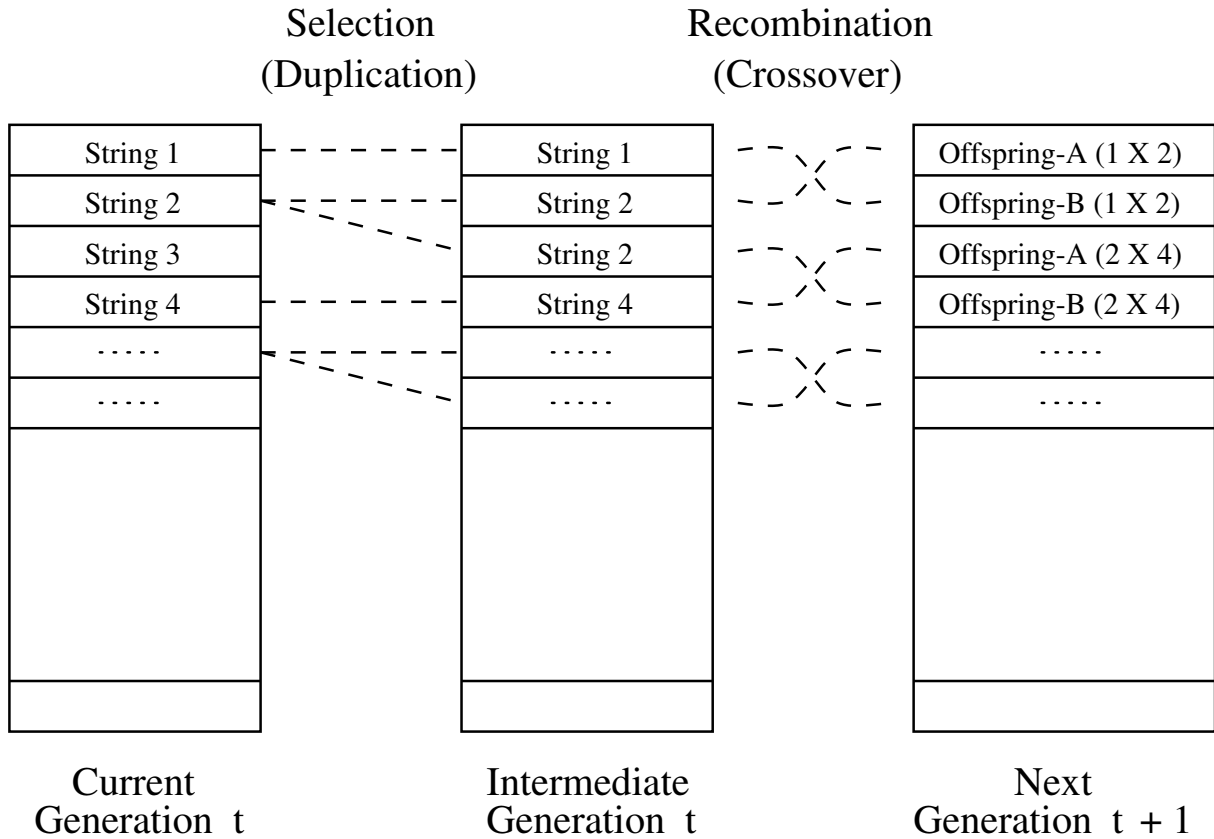 Selection
(Duplication)
Recombination
(Crossover)
String 1
String 2
String 3
String 4
.....
.....
Current
Generation t
String 1
String 2
String 2
String 4
.....
.....
Intermediate
Generation t
Offspring-A (1 X 2)
Offspring-B (1 X 2)
Offspring-A (2 X 4)
Offspring-B (2 X 4)
.....
.....
Next
Generation t + 1